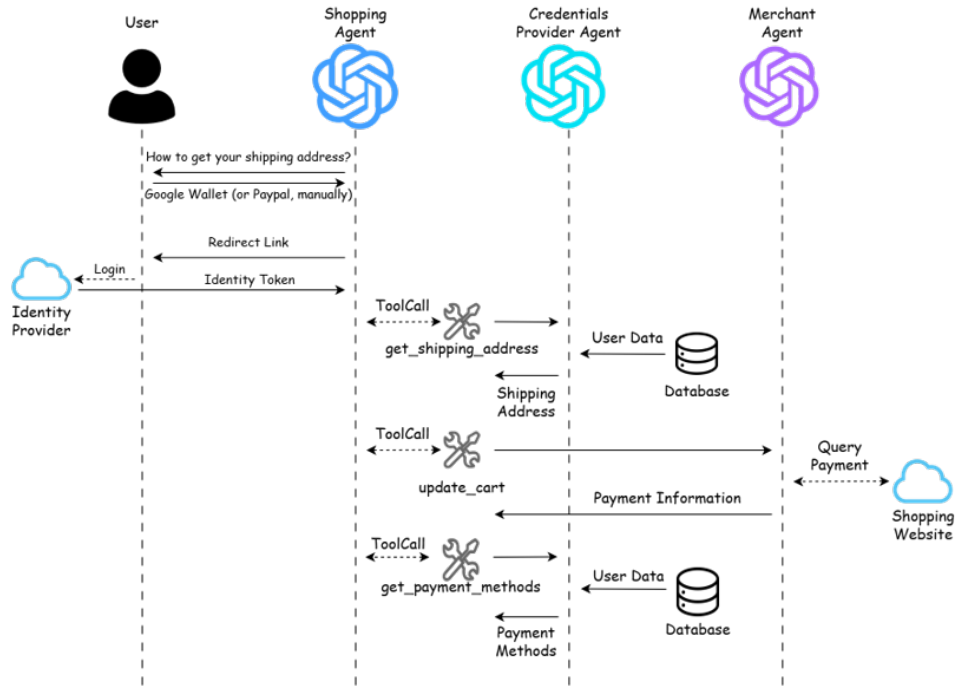 User
Shopping
Agent
Credentials
Provider Agent
Merchant
Agent
How to get your shipping address?
Google Wallet (or Paypal, manually)
Redirect Link
Login
Identity Token
Identity
Provider
ToolCall
get_shipping_address
User Data
Database
Shipping
Address
ToolCall
update_cart
Query
Payment
Shopping
Website
Payment Information
ToolCall
get_payment_methods
User Data
Database
Payment
Methods